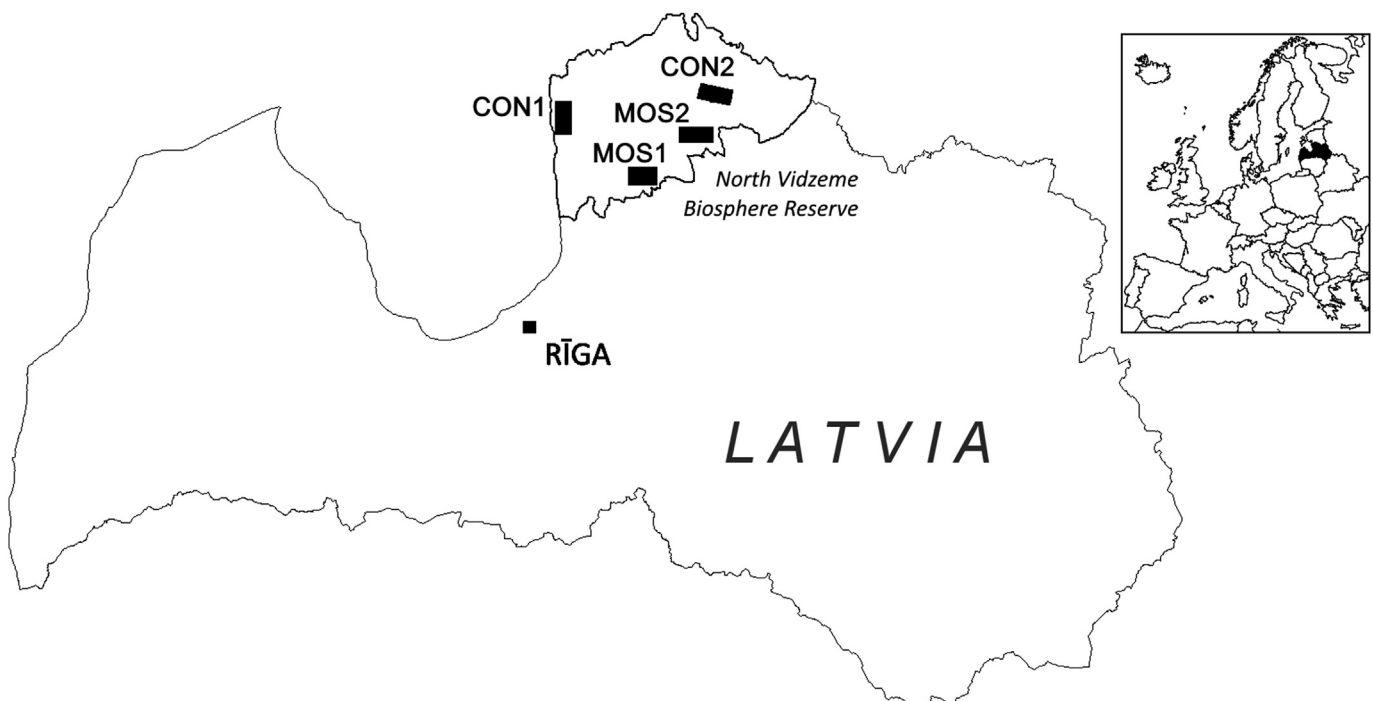 CON2
CON1
MOS2
MOS1
North Vidzeme
Biosphere Reserve
RĪGA
LATVIA